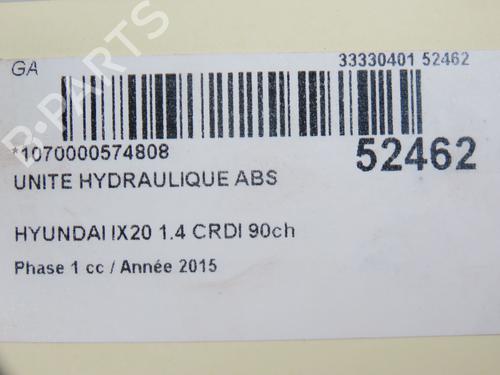 GA
33330401 52462
*1070000574808
52462
UNITE HYDRAULIQUE ABS
HYUNDAI IX20 1.4 CRDI 90ch
Phase 1 cc / Année 2015
B-PARTS